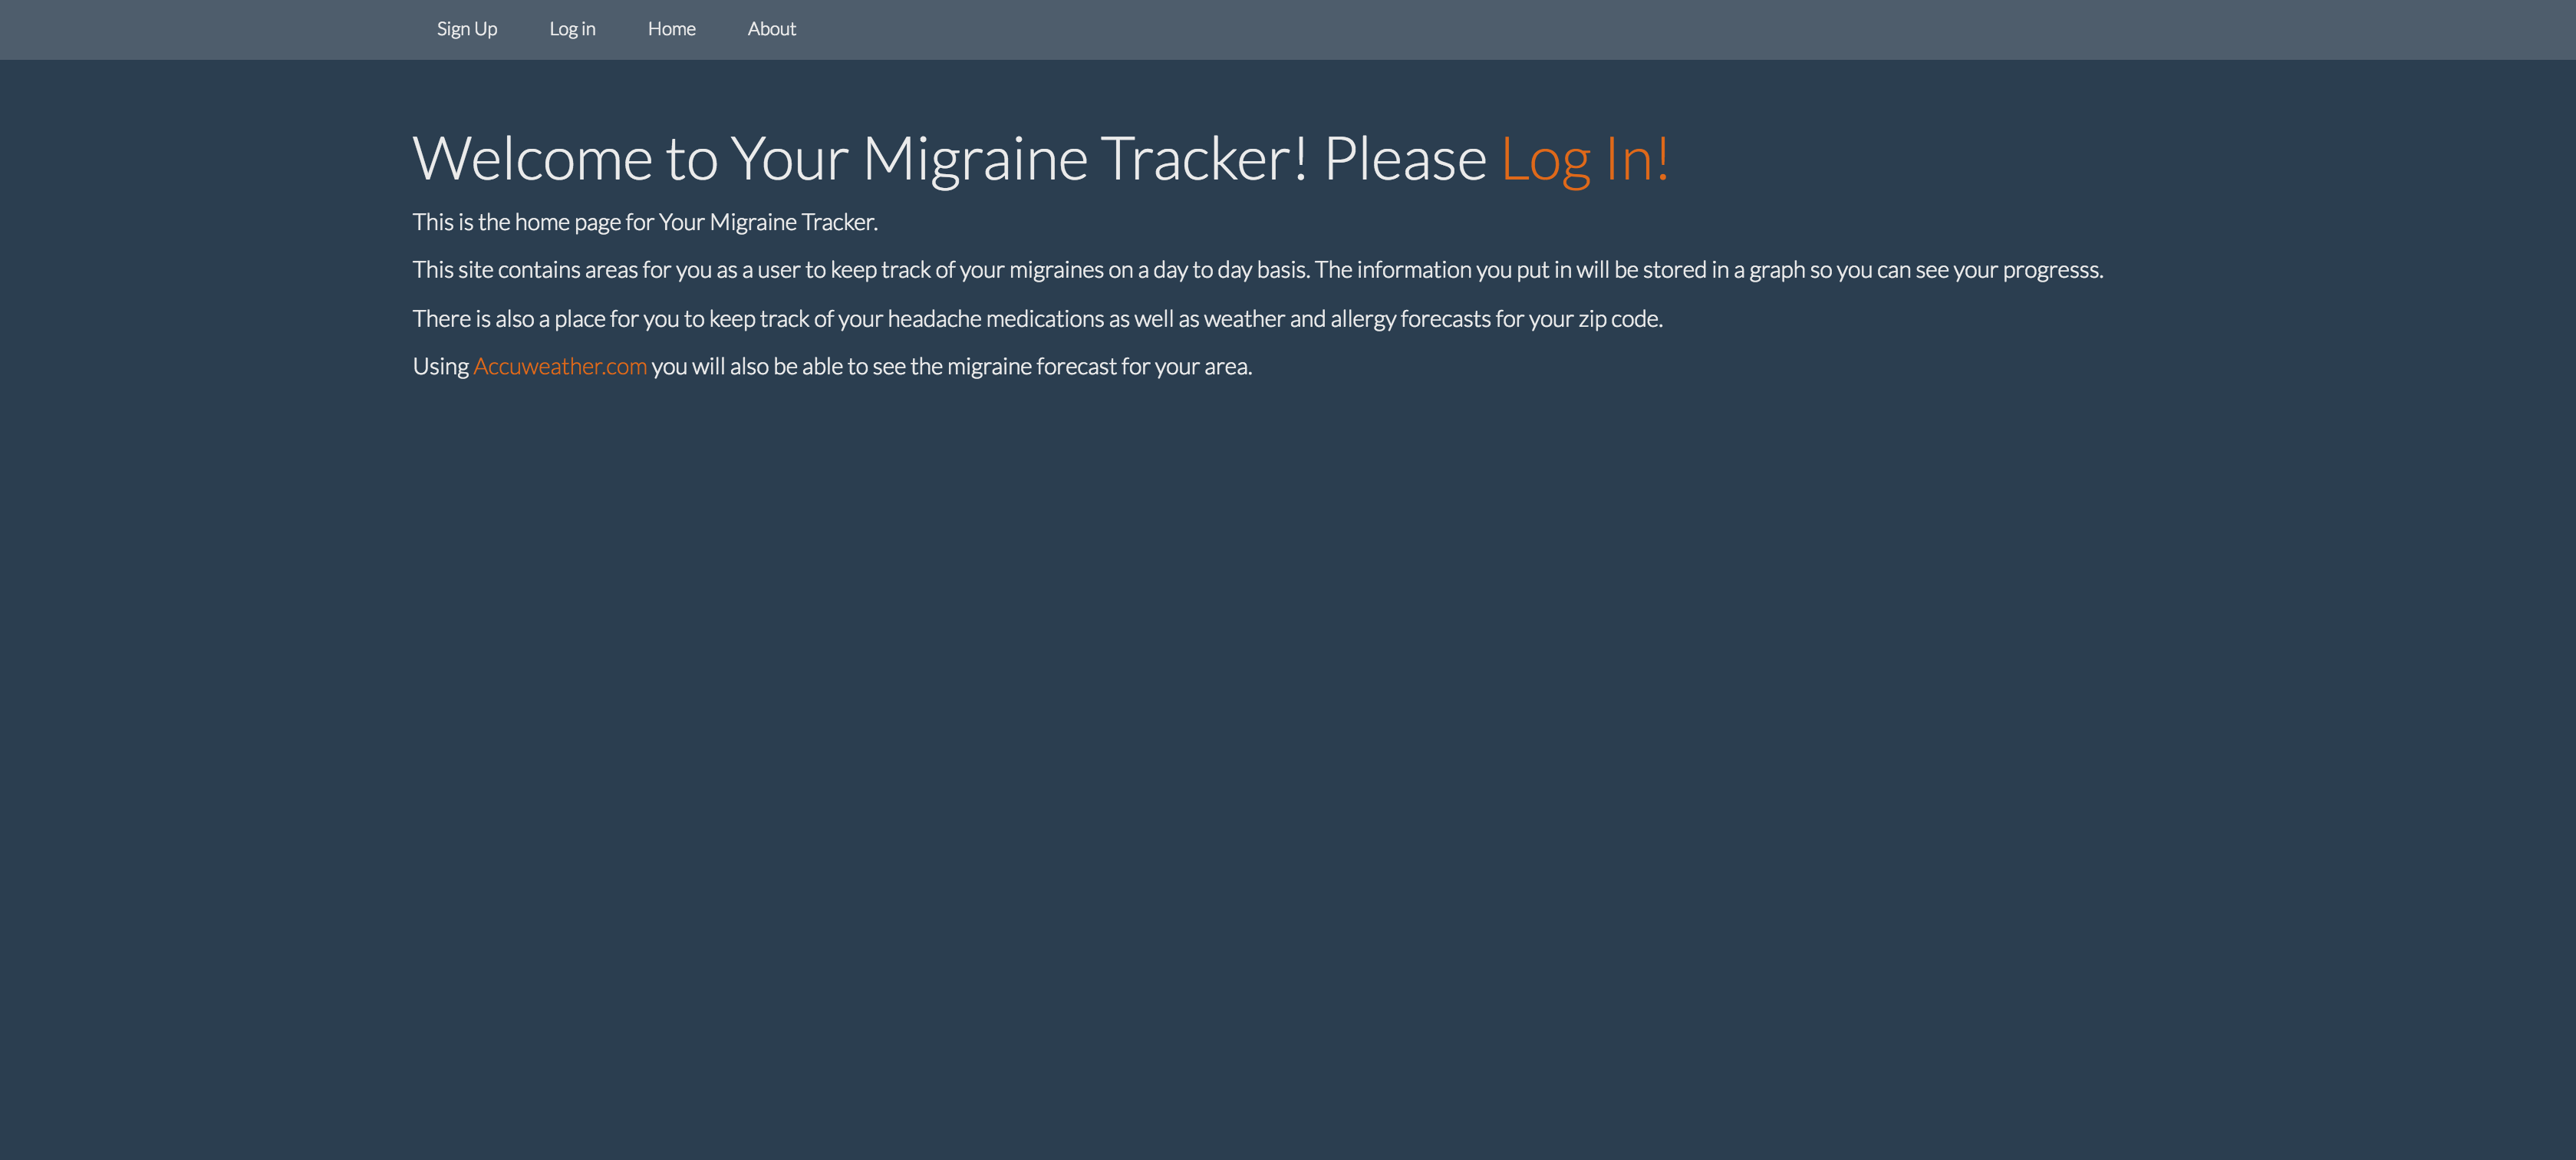 Sign Up Log in Home About
Welcome to Your Migraine Tracker! Please Log In!
This is the home page for Your Migraine Tracker.
This site contains areas for you as a user to keep track of your migraines on a day to day basis. The information you put in will be stored in a graph so you can see your progresss.
There is also a place for you to keep track of your headache medications as well as weather and allergy forecasts for your zip code.
Using Accuweather.com you will also be able to see the migraine forecast for your area.